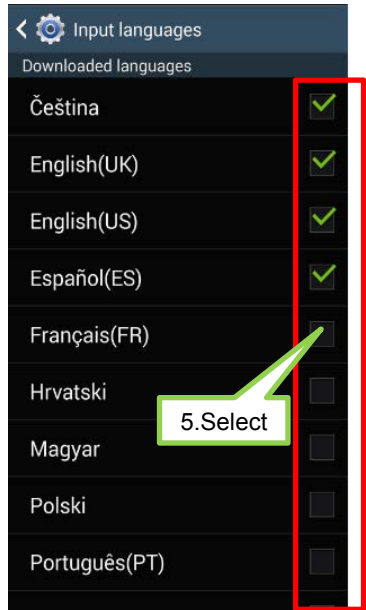 Input languages
Downloaded languages
Čeština
English(UK)
English(US)
Español(ES)
Français(FR)
Hrvatski
5.Select
Magyar
Polski
Português(PT)